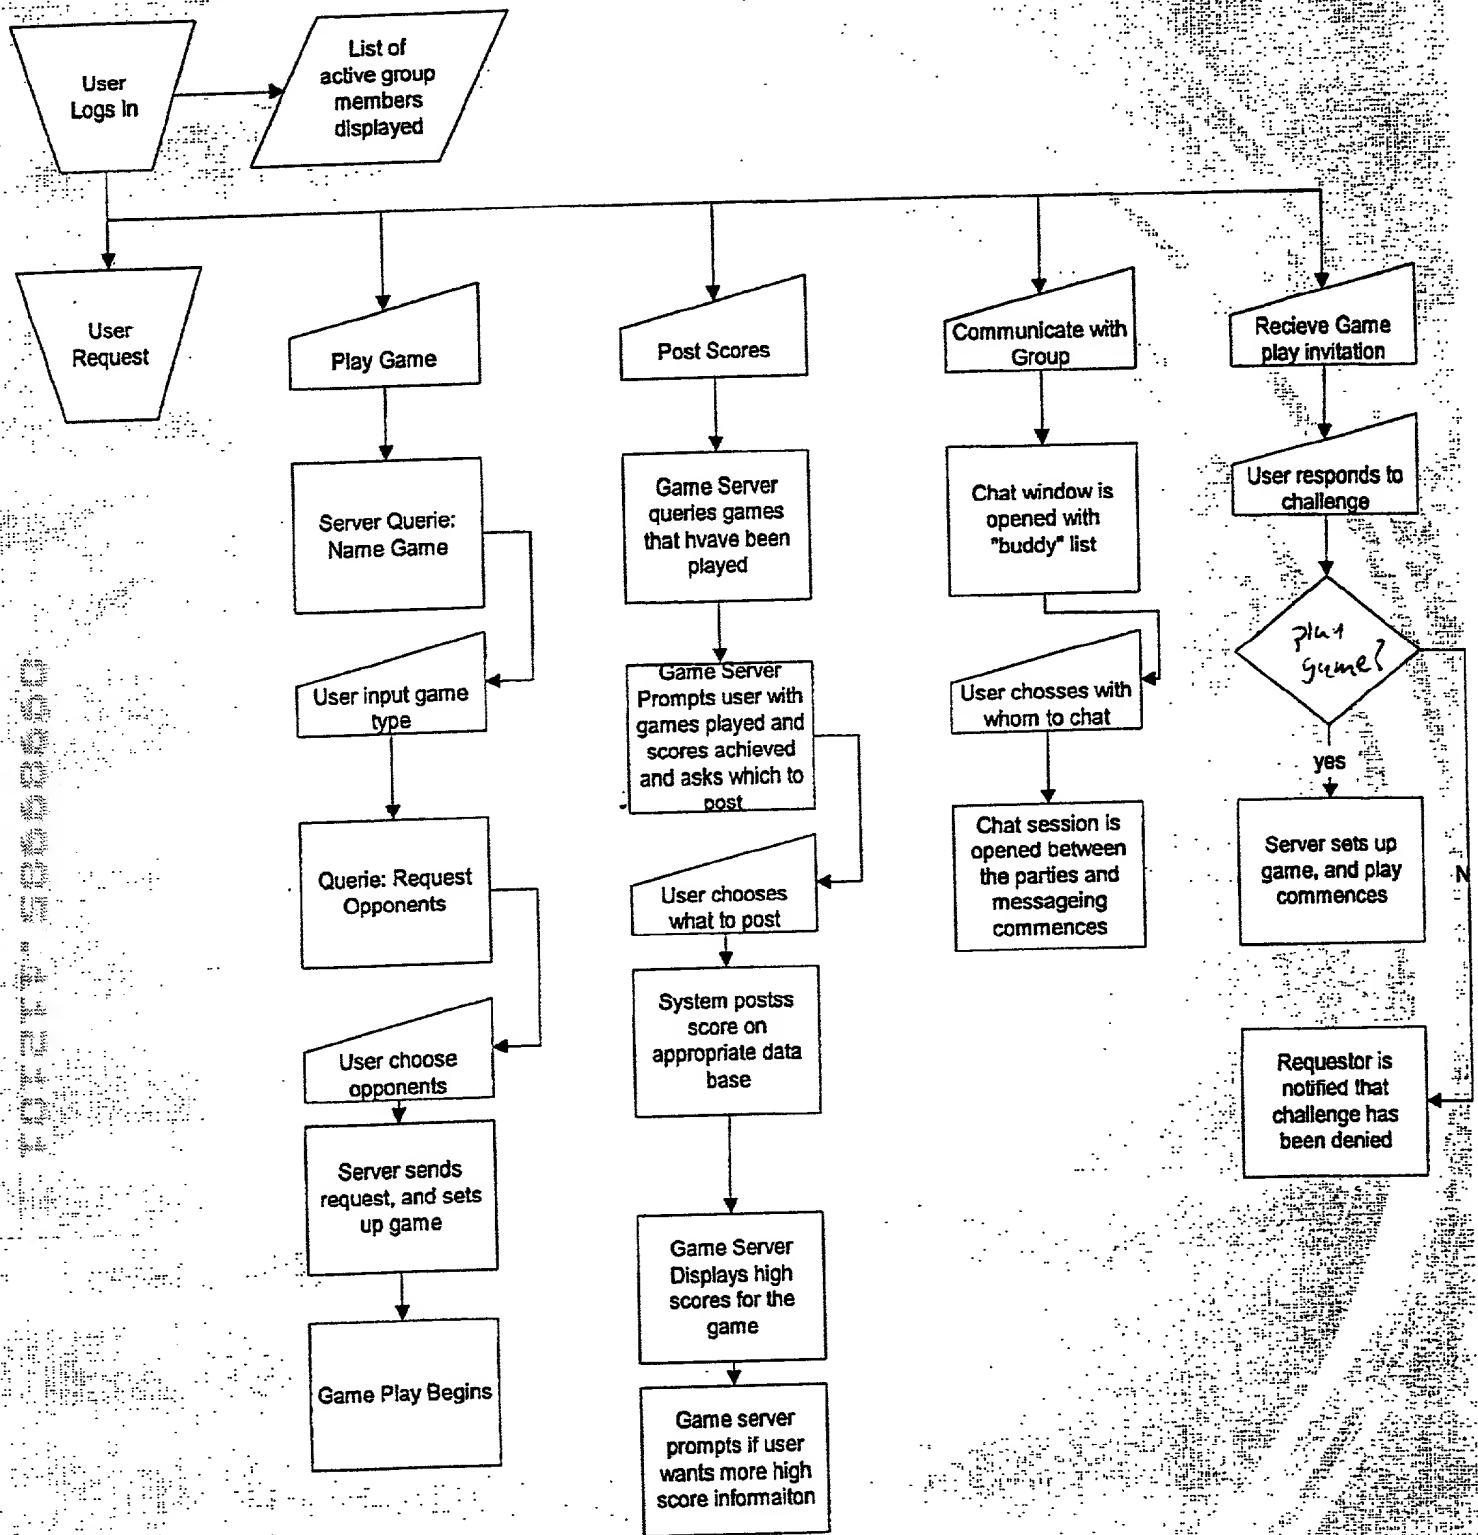 User
Logs In
List of
active group
members
displayed
User
Request
Play Game
Server Querie:
Name Game
User input game
type
Querie: Request
Opponents
User choose
opponents
Server sends
request, and sets
up game
Game Play Begins
Post Scores
Game Server
queries games
that hvave been
played
Game Server
Prompts user with
games played and
scores achieved
and asks which to
post
User chooses
what to post
System postss
score on
appropriate data
base
Game Server
Displays high
scores for the
game
Game server
prompts if user
wants more high
score informaiton
Communicate with
Group
Chat window is
opened with
"buddy" list
User chosses with
whom to chat
Chat session is
opened between
the parties and
messageing
commences
Recieve Game
play invitation
User responds to
challenge
game?
yes
N
Server sets up
game, and play
commences
Requestor is
notified that
challenge has
been denied